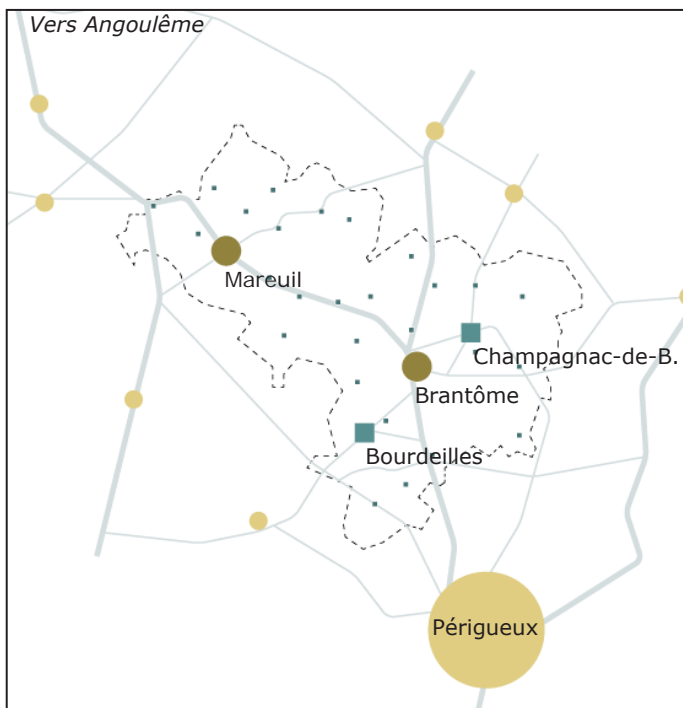 Vers Angoulême
Mareuil
Champagnac-de-B.
Brantôme
Bourdeilles
Périgueux